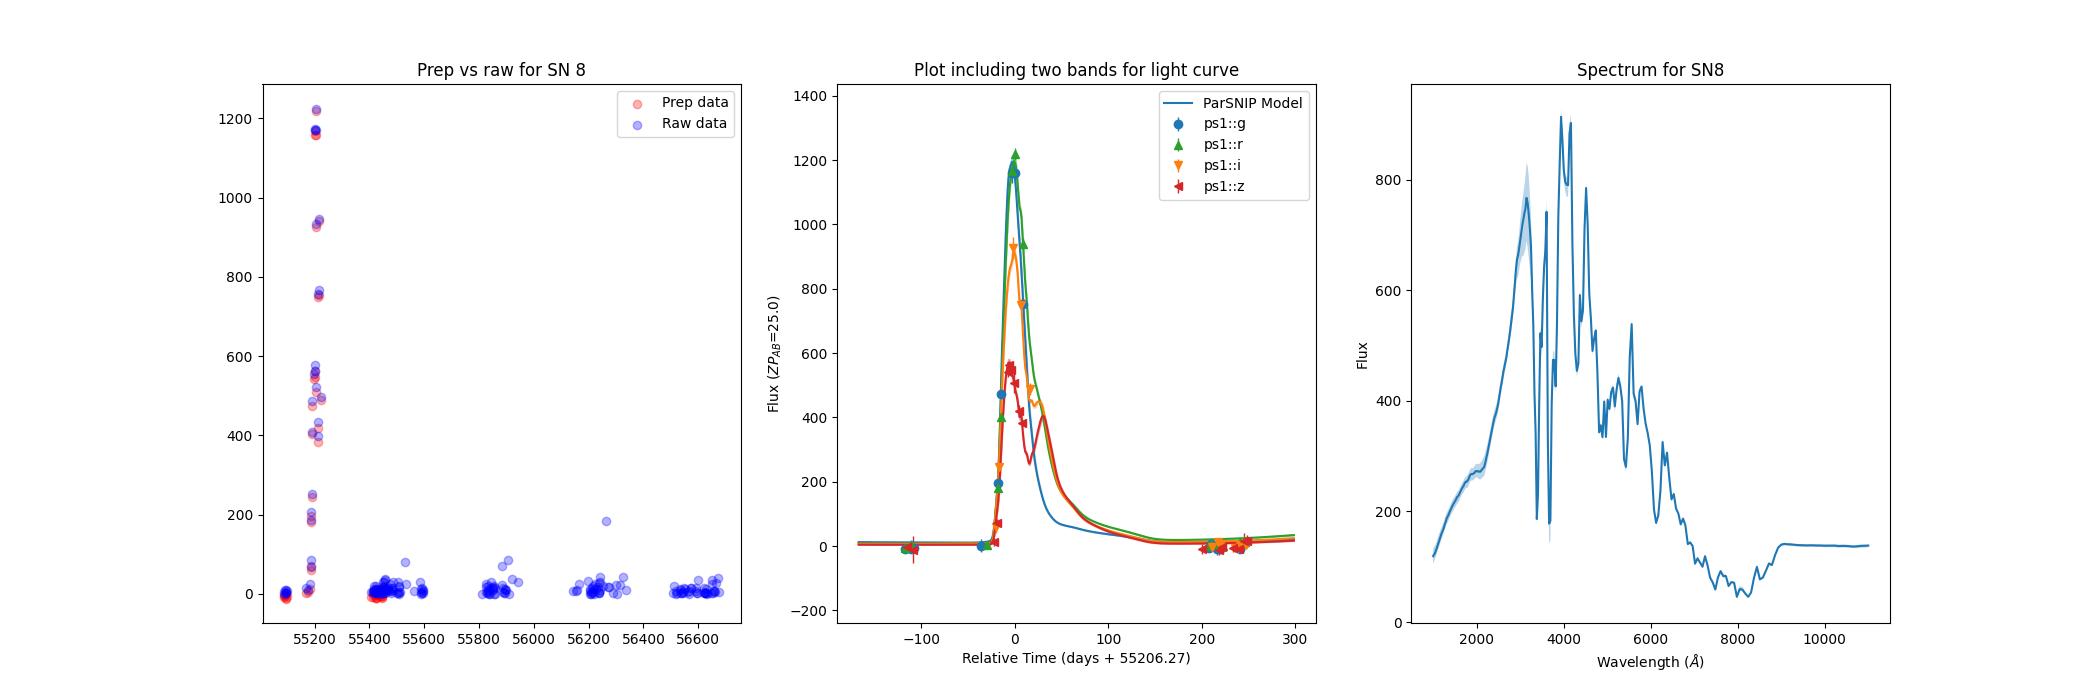 Prep vs raw for SN 8
Prep data
Raw data
1200
1000
800
600
400
200
0
55200 55400 55600 55800 56000 56200 56400 56600
Plot including two bands for light curve
ParSNIP Model
ps1::g
ps1::r
ps1::i
ps1::z
Flux (ZP_AB=25.0)
1400
1200
1000
800
600
400
200
0
−200
−100 0 100 200 300
Relative Time (days + 55206.27)
Spectrum for SN8
Flux
800
600
400
200
0
2000 4000 6000 8000 10000
Wavelength (Å)